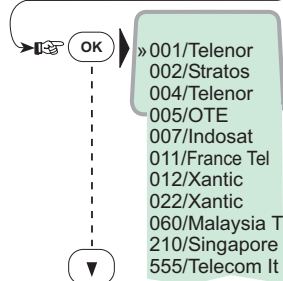 OK
»001/Telenor
002/Stratos
004/Telenor
005/OTE
007/Indosat
011/France Tel
012/Xantic
022/Xantic
060/Malaysia T
210/Singapore
555/Telecom It